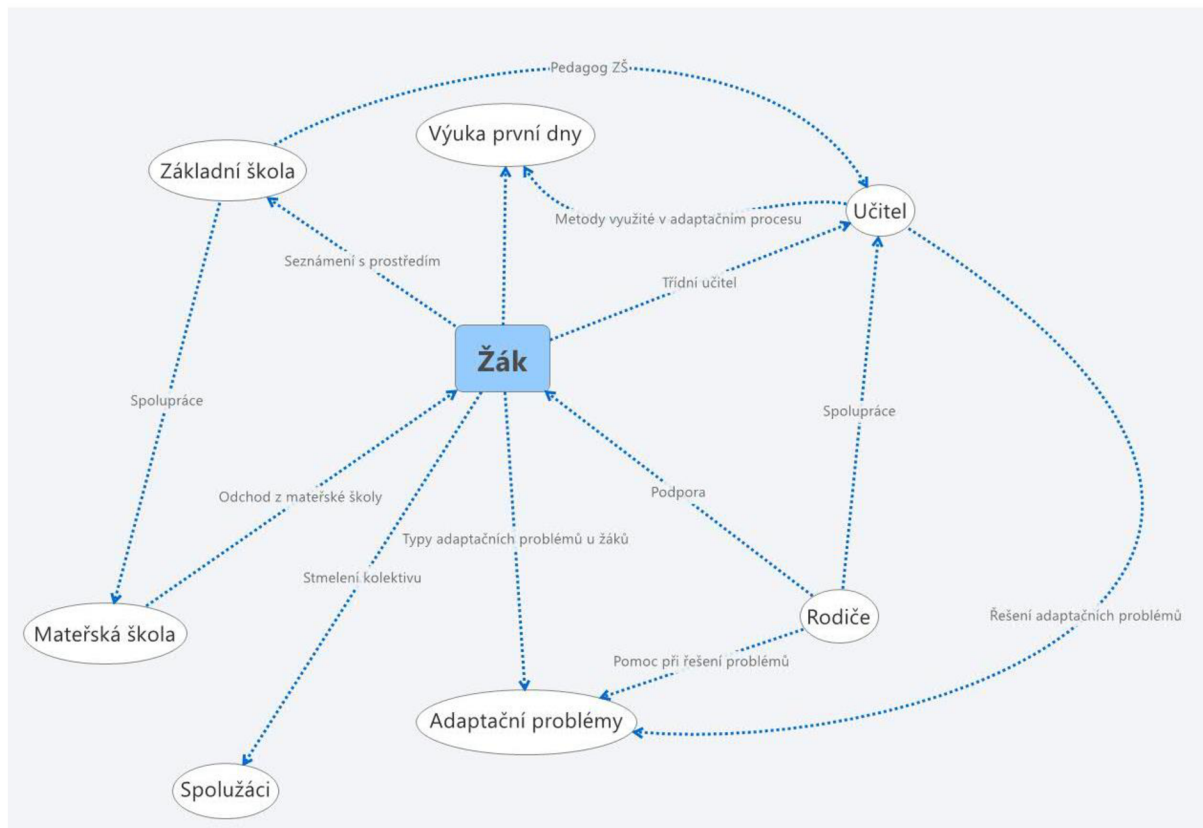 Pedagog ZŠ
Výuka první dny
Základní škola
Učitel
Metody využité v adaptačním procesu
Seznámení s prostředím
Třídní učitel
Žák
Spolupráce
Spolupráce
Odchod z mateřské školy
Podpora
Typy adaptačních problémů u žáků
Stmelení kolektivu
Rodiče
Řešení adaptačních problémů
Mateřská škola
Pomoc při řešení problémů
Adaptační problémy
Spolužáci